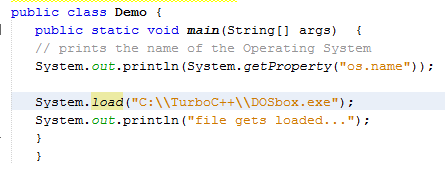 public class Demo {
public static void main(String[] args)  {
// prints the name of the Operating System
System.out.println(System.getProperty("os.name"));
System.load("C:\\TurboC++\\DOSbox.exe");
System.out.println("file gets loaded...");
}
}